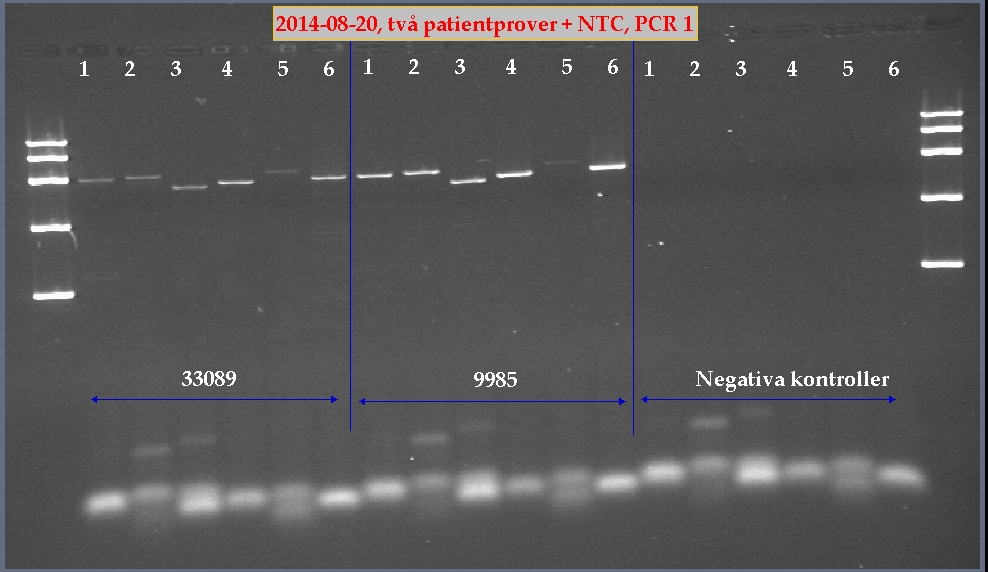 2014-08-20, två patientprover + NTC, PCR 1
1 2 3 4 5 6 1 2 3 4 5 6 1 2 3 4 5 6
33089 9985 Negativa kontroller